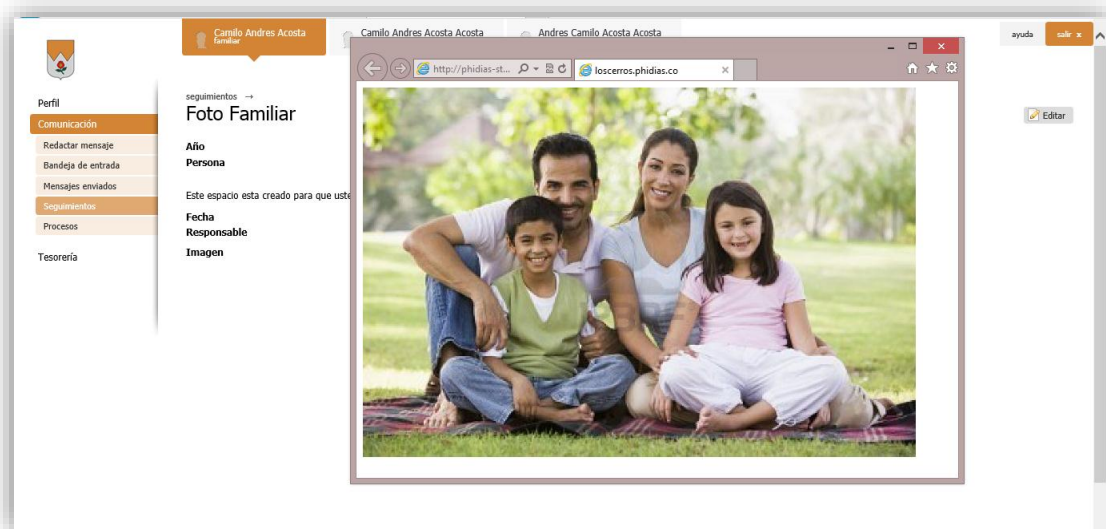 Camilo Andres Acosta
familiar
Camilo Andres Acosta Acosta
Andres Camilo Acosta Acosta
ayuda
salir x
http://phidias-st...
loscerros.phidias.co
Perfil
Comunicación
Redactar mensaje
Bandeja de entrada
Mensajes enviados
Seguimientos
Procesos
Tesorería
seguimientos →
Foto Familiar
Editar
Año
Persona
Este espacio esta creado para que uste
Fecha
Responsable
Imagen